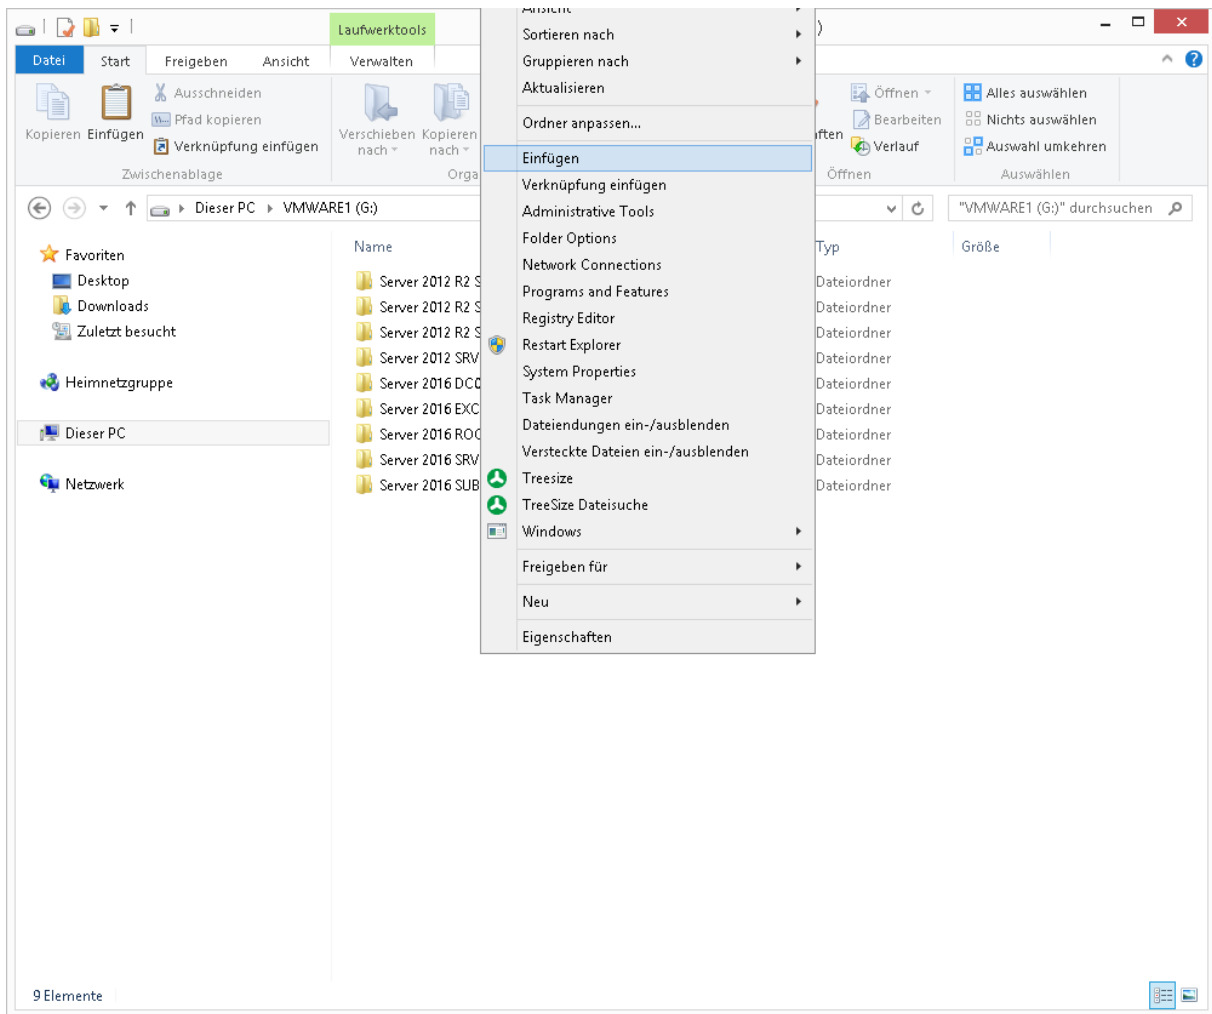 Laufwerktools
)
Datei Start Freigeben Ansicht Verwalten
Kopieren
Einfügen
Ausschneiden
Pfad kopieren
Verknüpfung einfügen
Zwischenablage
Verschieben nach
Kopieren nach
Orga
ften
Öffnen
Bearbeiten
Verlauf
Öffnen
Alles auswählen
Nichts auswählen
Auswahl umkehren
Auswählen
Dieser PC VMWARE1 (G:)
"VMWARE1 (G:)" durchsuchen
Favoriten
Desktop
Downloads
Zuletzt besucht
Heimnetzgruppe
Dieser PC
Netzwerk
Name Typ Größe
Server 2012 R2 S Dateiordner
Server 2012 R2 S Dateiordner
Server 2012 R2 S Dateiordner
Server 2012 SRV Dateiordner
Server 2016 DC0 Dateiordner
Server 2016 EXC Dateiordner
Server 2016 ROO Dateiordner
Server 2016 SRV Dateiordner
Server 2016 SUB Dateiordner
Ansicht
Sortieren nach
Gruppieren nach
Aktualisieren
Ordner anpassen...
Einfügen
Verknüpfung einfügen
Administrative Tools
Folder Options
Network Connections
Programs and Features
Registry Editor
Restart Explorer
System Properties
Task Manager
Dateiendungen ein-/ausblenden
Versteckte Dateien ein-/ausblenden
Treesize
TreeSize Dateisuche
Windows
Freigeben für
Neu
Eigenschaften
9 Elemente